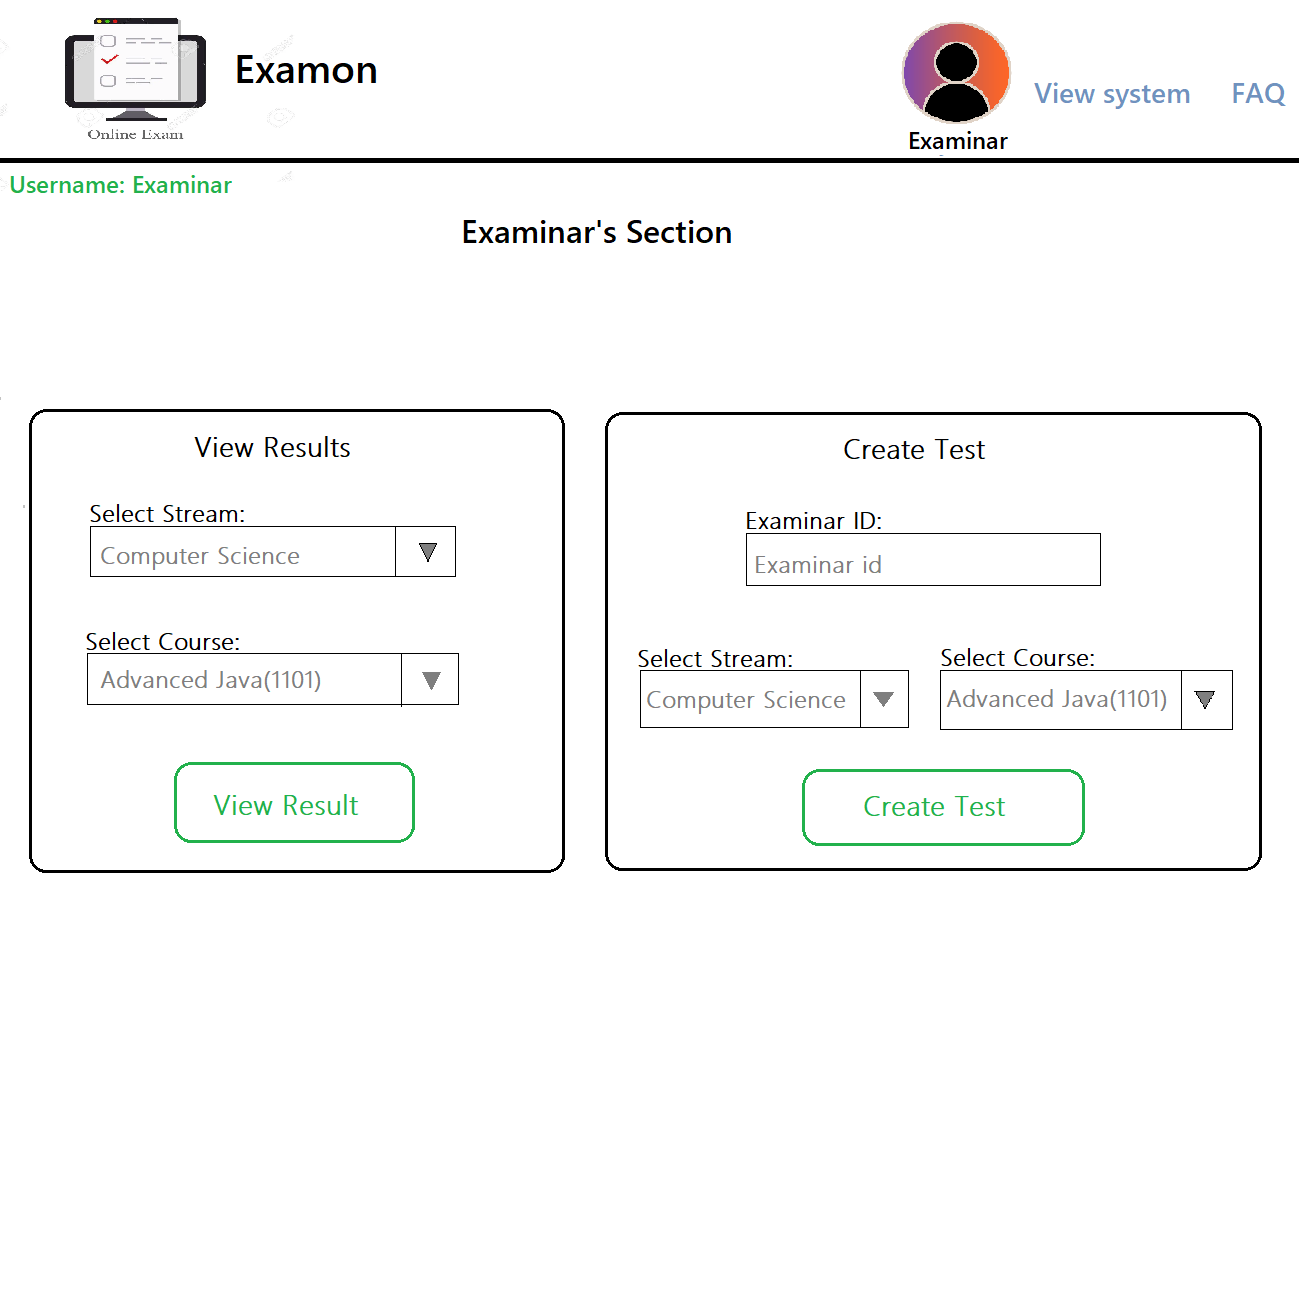 Examon
Online Exam
View system
FAQ
Examinar
Username: Examinar
Examinar's Section
View Results
Select Stream:
Computer Science
Select Course:
Advanced Java(1101)
View Result
Create Test
Examinar ID:
Examinar id
Select Stream:
Computer Science
Select Course:
Advanced Java(1101)
Create Test